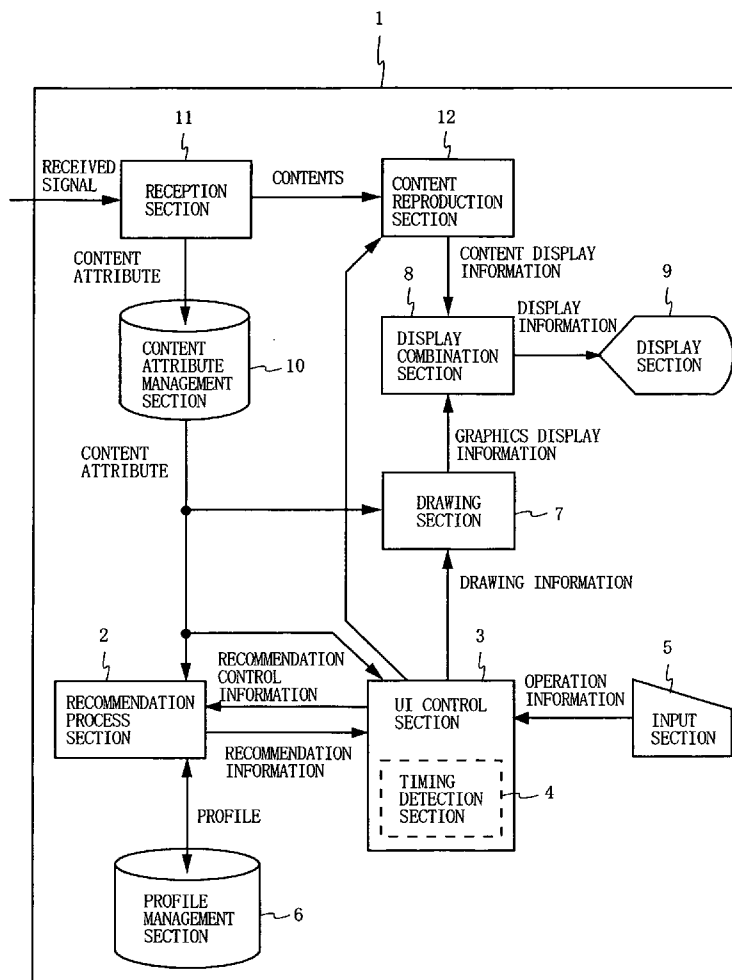 1
11
12
RECEIVED
SIGNAL
RECEPTION
SECTION
CONTENTS
CONTENT
REPRODUCTION
SECTION
CONTENT
ATTRIBUTE
CONTENT DISPLAY
INFORMATION
8
DISPLAY
INFORMATION
9
CONTENT
ATTRIBUTE
MANAGEMENT
SECTION
10
DISPLAY
COMBINATION
SECTION
DISPLAY
SECTION
CONTENT
ATTRIBUTE
GRAPHICS DISPLAY
INFORMATION
DRAWING
SECTION
7
DRAWING INFORMATION
2
RECOMMENDATION
CONTROL
INFORMATION
3
OPERATION
INFORMATION
5
RECOMMENDATION
PROCESS
SECTION
UI CONTROL
SECTION
INPUT
SECTION
RECOMMENDATION
INFORMATION
TIMING
DETECTION
SECTION
4
PROFILE
PROFILE
MANAGEMENT
SECTION
6